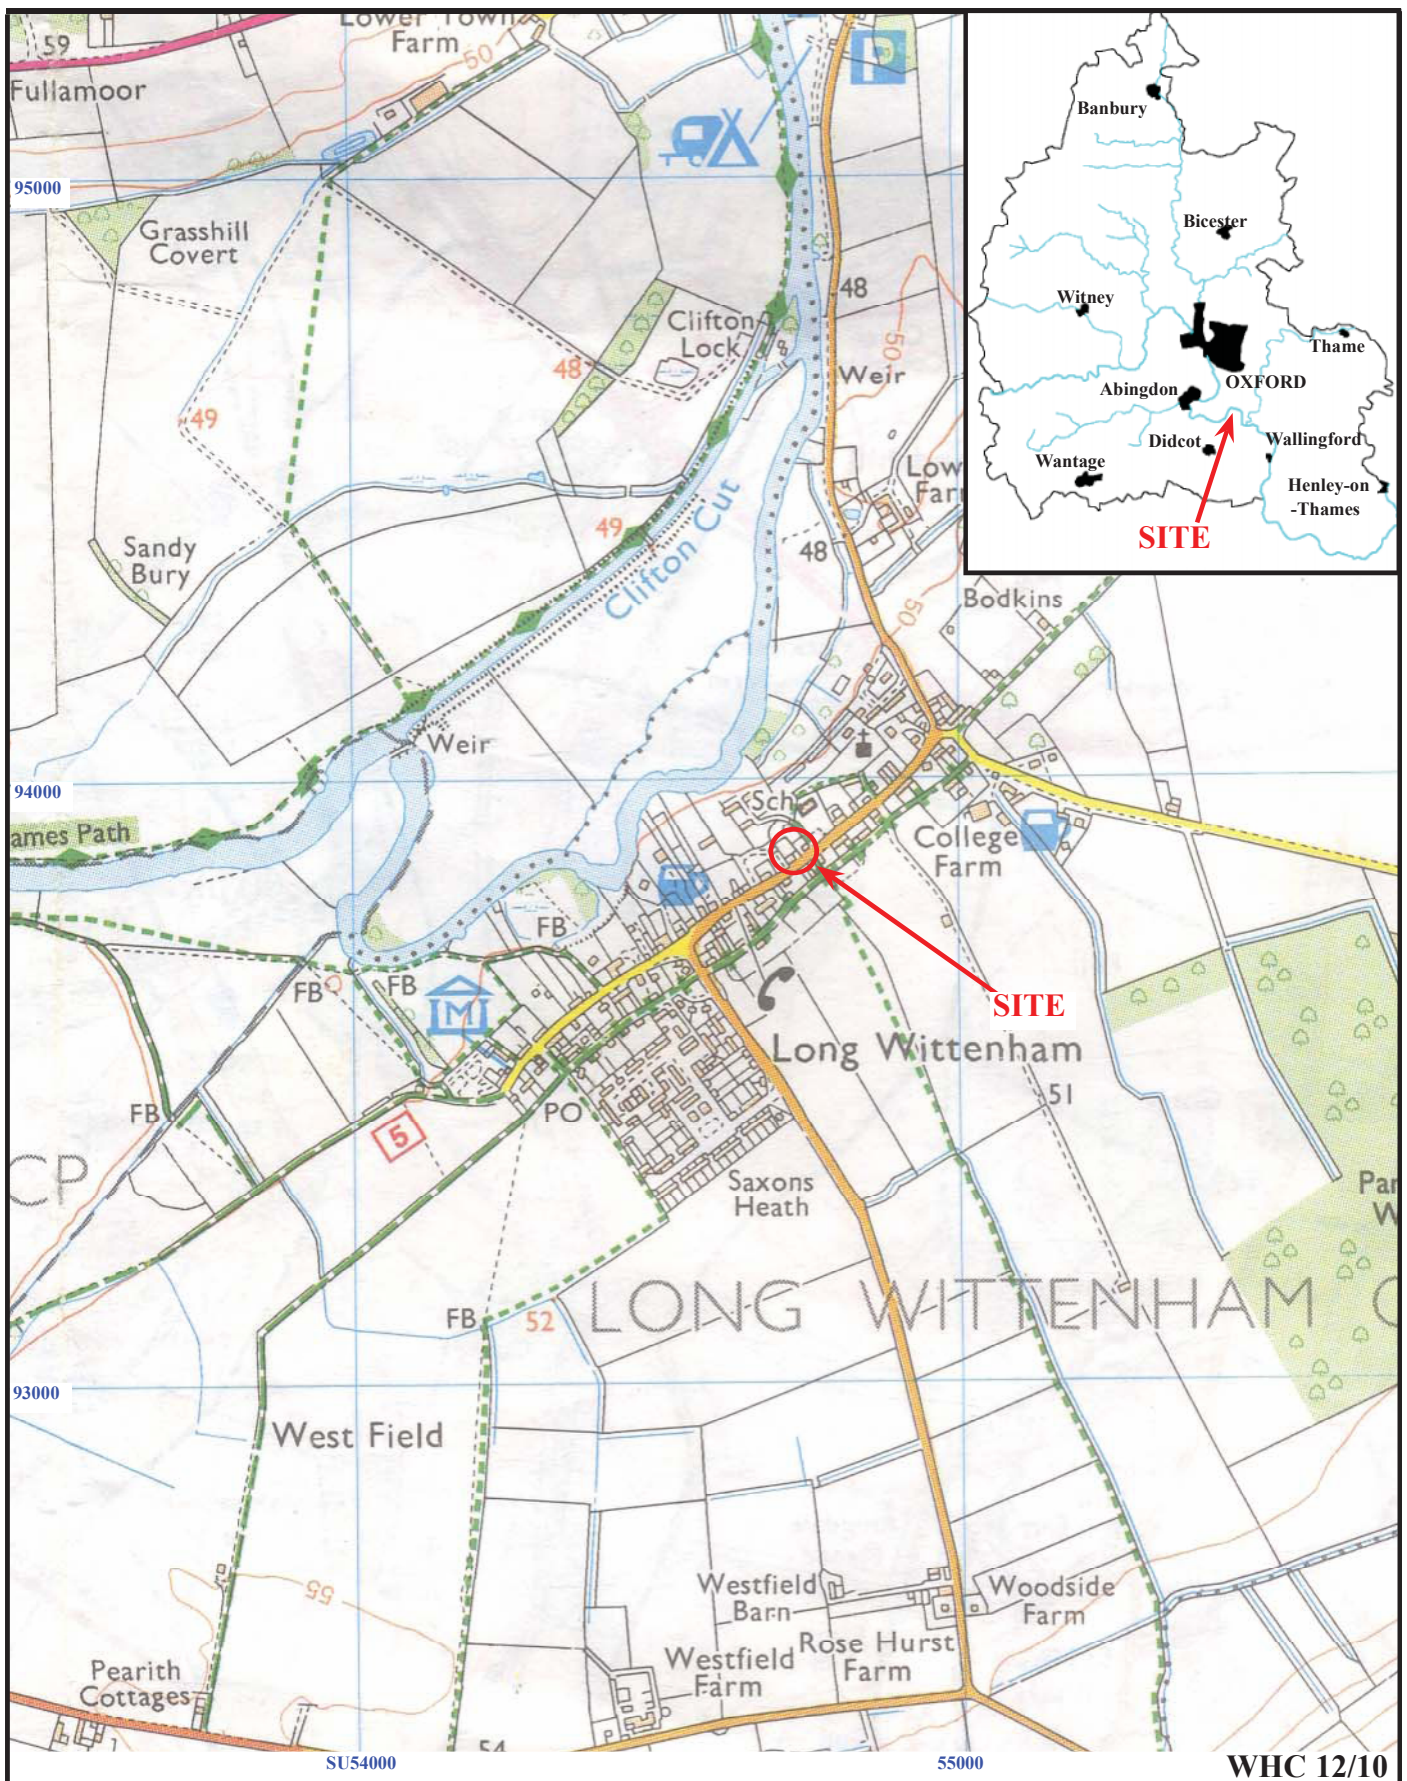 Lower Town
Farm
59
50
Fullamoor
P
95000
Grasshill
Covert
Clifton
Lock
48
48
50
Weir
49
49
Clifton Cut
Sandy
Bury
48
50
Bodkins
Weir
94000
Sch
ames Path
College
Farm
FB
FB
FB
M
SITE
Long Wittenham
FB
PO
5
51
CP
Saxons
Heath
LONG WITTENHAM C
FB
52
93000
West Field
55
Westfield
Barn
Woodside
Farm
Rose Hurst
Farm
Westfield
Farm
Pearith
Cottages
54
SU54000
55000
WHC 12/10
Banbury
Bicester
Witney
Thame
OXFORD
Abingdon
Didcot
Wallingford
Wantage
Henley-on
-Thames
SITE